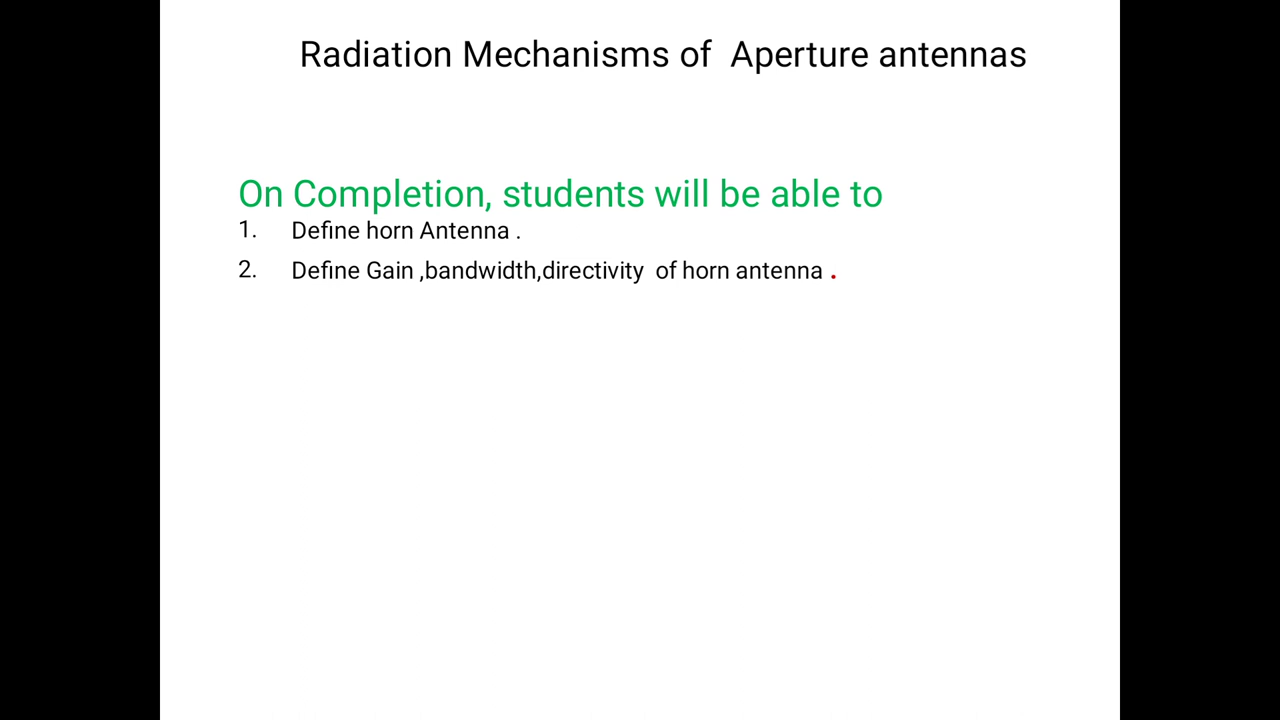 Radiation Mechanisms of  Aperture antennas
On Completion, students will be able to
1. Define horn Antenna .
2. Define Gain ,bandwidth,directivity  of horn antenna .